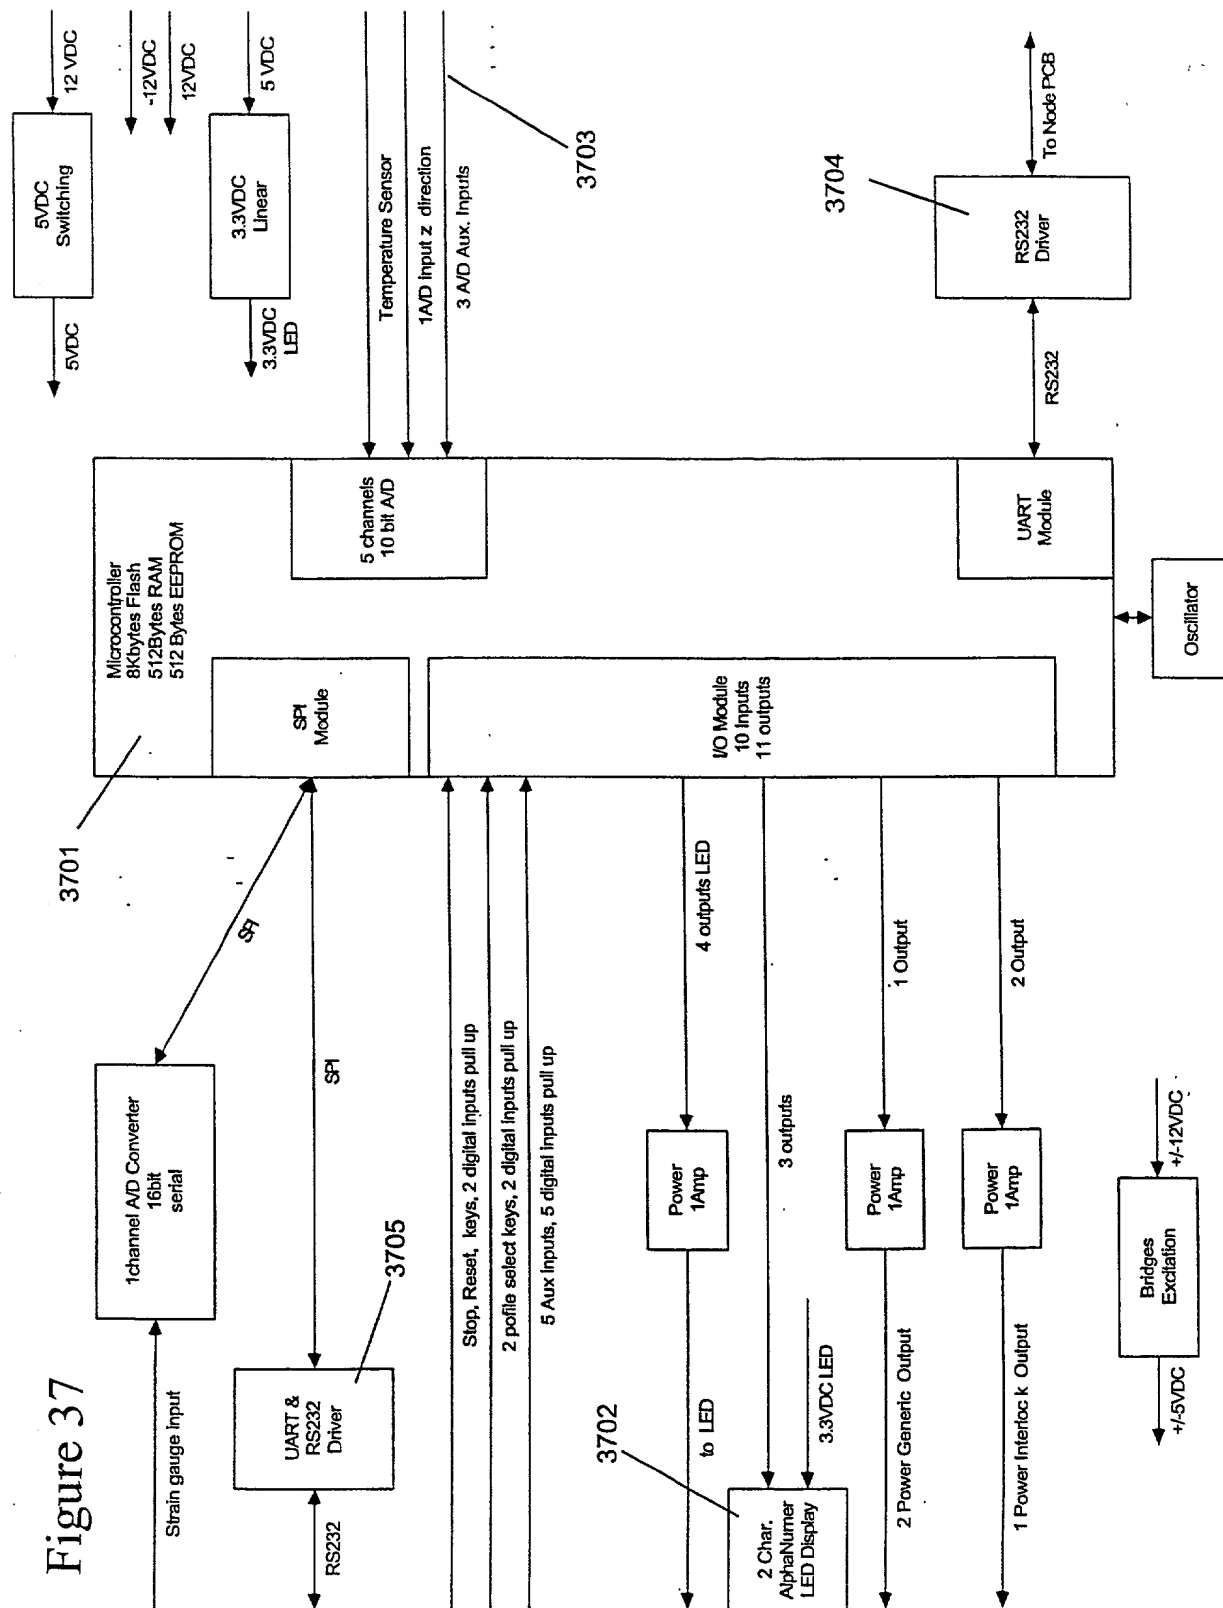 Figure 37
Strain gauge input
1channel A/D Converter
16bit
serial
SPI
3701
Microcontroller
8Kbytes Flash
512Bytes RAM
512 Bytes EEPROM
5VDC
5VDC
Switching
12 VDC
-12VDC
12VDC
3.3VDC
LED
3.3VDC
Linear
5 VDC
RS232
UART &
RS232
Driver
3705
SPI
SPI
Module
5 channels
10 bit A/D
Temperature Sensor
1A/D input z direction
3 A/D Aux. Inputs
3703
Stop, Reset, keys, 2 digital inputs pull up
2 pofile select keys, 2 digital inputs pull up
5 Aux Inputs, 5 digital inputs pull up
to LED
Power
1Amp
4 outputs LED
I/O Module
10 Inputs
11 outputs
3702
2 Char.
AlphaNumer
LED Display
3.3VDC LED
3 outputs
2 Power Generic Output
Power
1Amp
1 Output
1 Power Interlock Output
Power
1Amp
2 Output
UART
Module
RS232
RS232
Driver
3704
To Node PCB
+/-5VDC
Bridges
Excitation
+/-12VDC
Oscillator